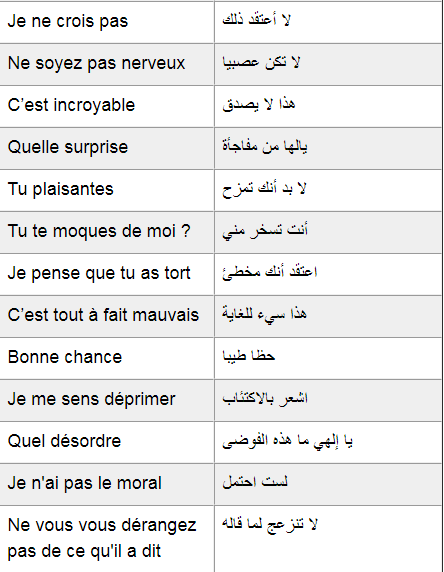 Je ne crois pas لا أعتقد ذلك
Ne soyez pas nerveux لا تكن عصبيا
C’est incroyable هذا لا يصدق
Quelle surprise يالها من مفاجأة
Tu plaisantes لا بد أنك تمزح
Tu te moques de moi ? أنت تسخر مني
Je pense que tu as tort اعتقد أنك مخطئ
C’est tout à fait mauvais هذا سيء للغاية
Bonne chance حظا طيبا
Je me sens déprimer اشعر بالاكتئاب
Quel désordre يا إلهي ما هذه الفوضى
Je n'ai pas le moral لست احتمل
Ne vous vous dérangez لا تنزعج لما قاله
pas de ce qu'il a dit